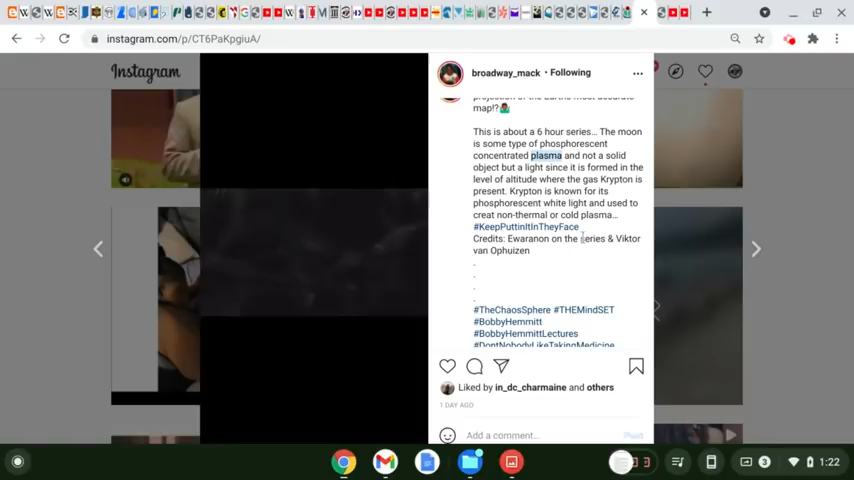 instagram.com/p/CT6PaKpgiuA/
Instagram
broadway_mack • Following
map!?🤷🏾‍♂️
This is about a 6 hour series... The moon
is some type of phosphorescent
concentrated plasma and not a solid
object but a light since it is formed in the
level of altitude where the gas Krypton is
present. Krypton is known for its
phosphorescent white light and used to
creat non-thermal or cold plasma...
#KeepPuttinItInTheyFace
Credits: Ewaranon on the series & Viktor
van Ophuizen
.
.
.
.
#TheChaosSphere #THEMindSET
#BobbyHemmitt
#BobbyHemmittLectures
#DontNobodyLikeTakingMedicine
Liked by in_dc_charmaine and others
1 DAY AGO
Add a comment...
Post
3
1:22